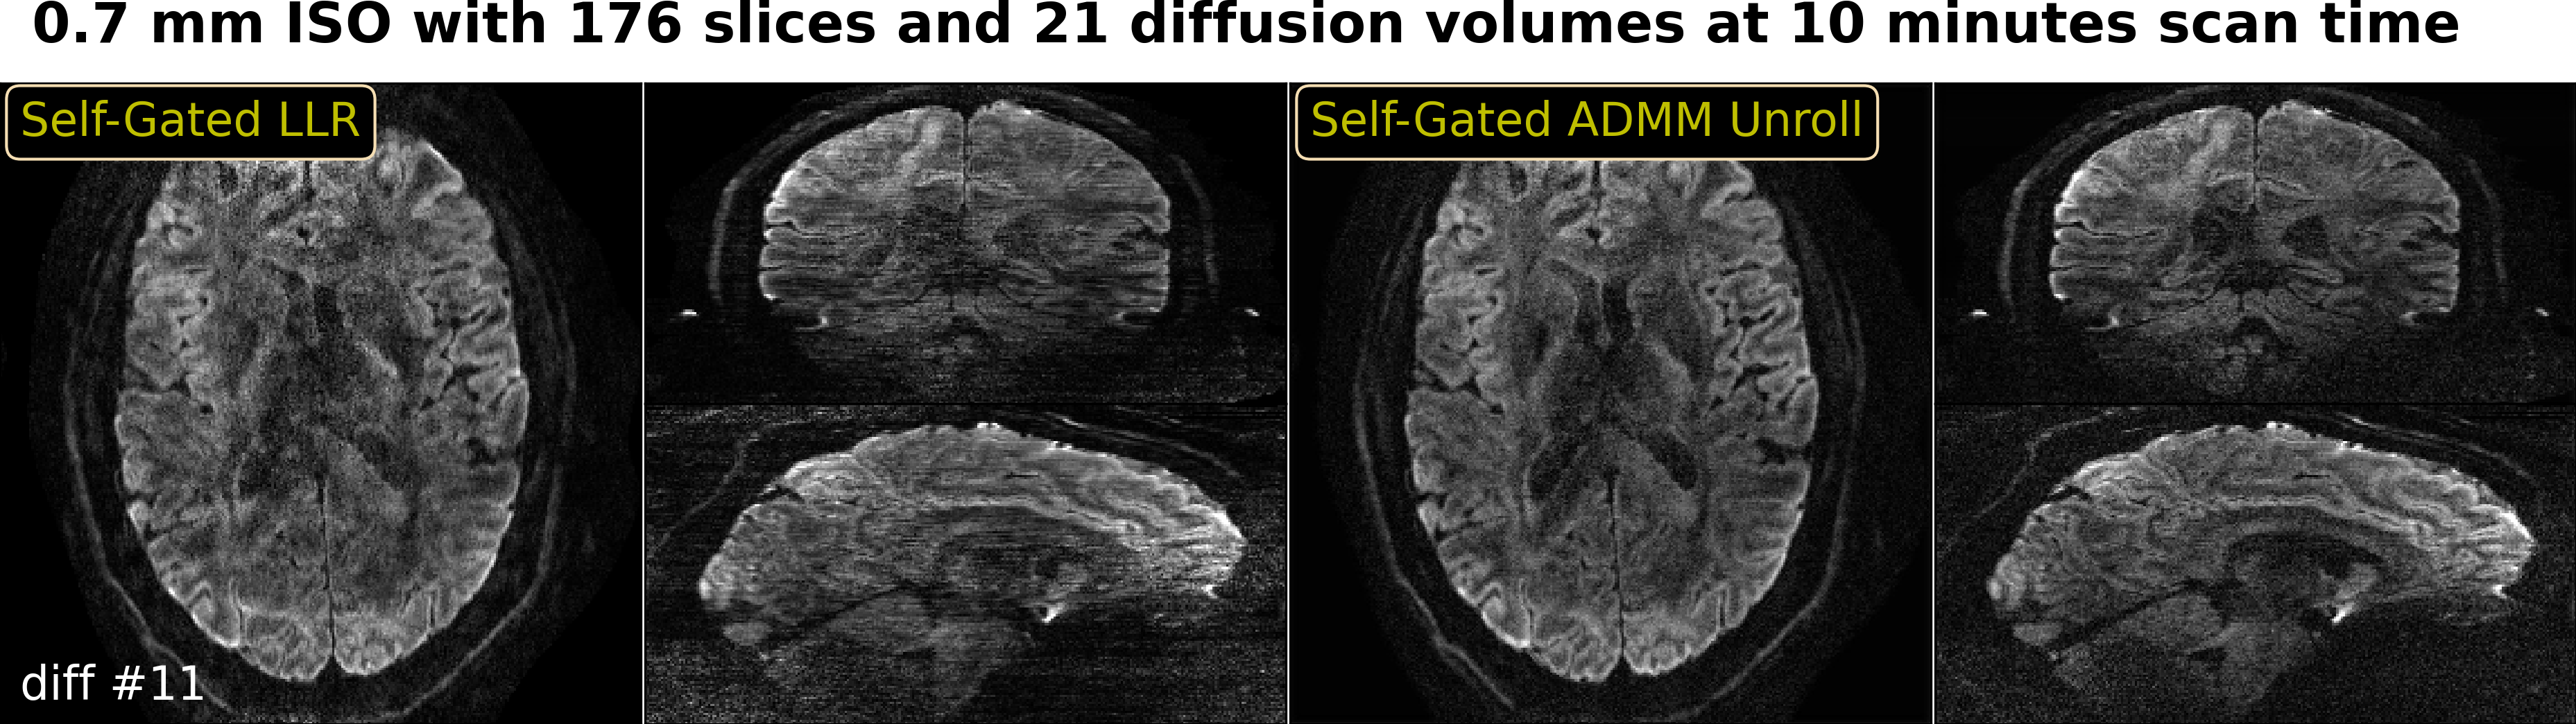 0.7 mm ISO with 176 slices and 21 diffusion volumes at 10 minutes scan time
Self-Gated LLR
Self-Gated ADMM Unroll
diff #11